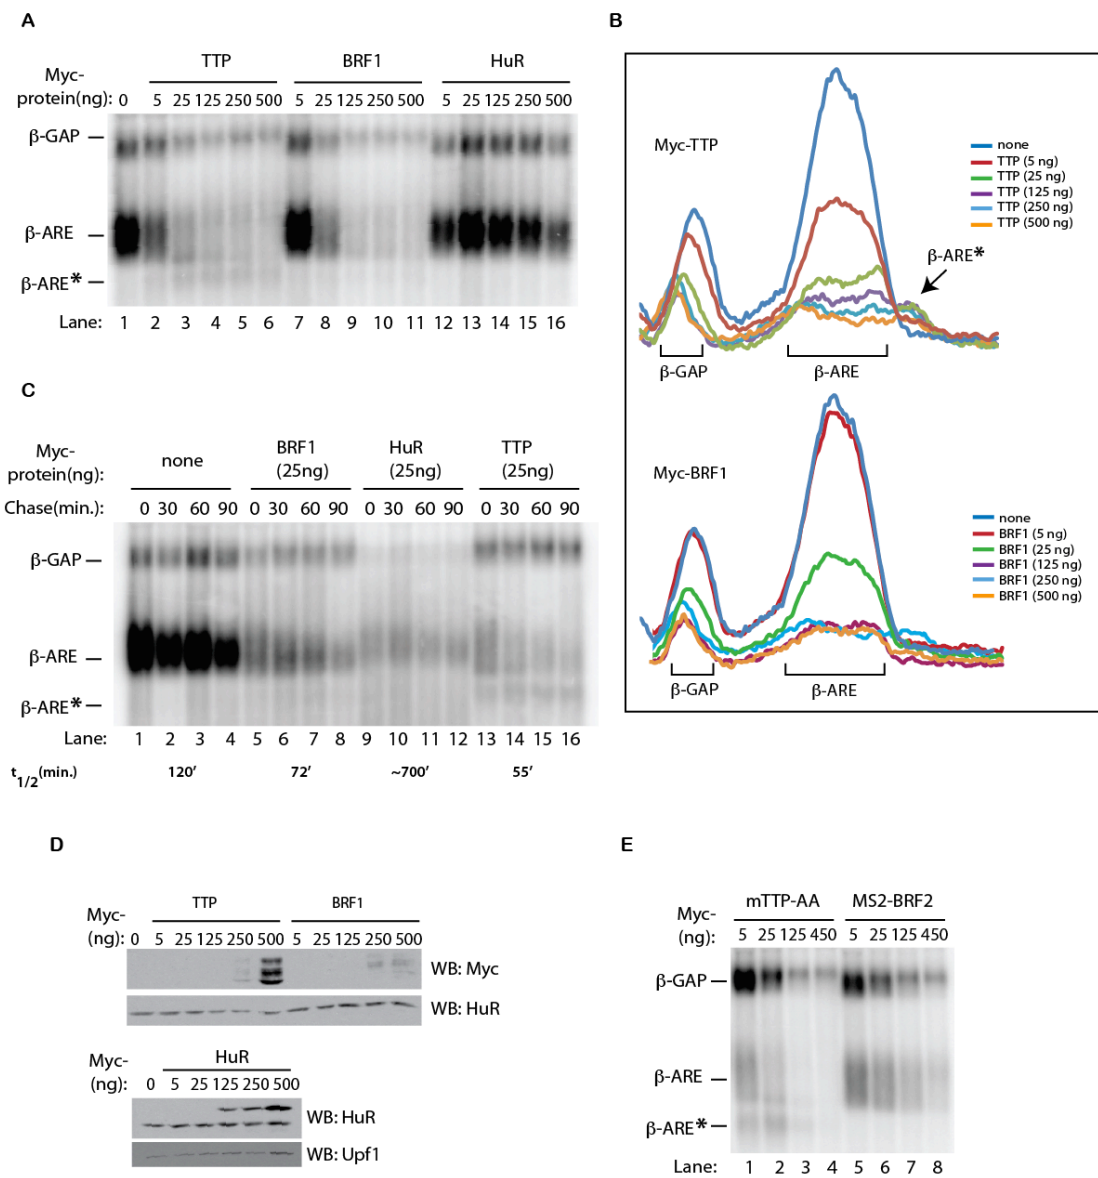 A
TTP BRF1 HuR
Myc-
protein(ng): 0 5 25 125 250 500 5 25 125 250 500 5 25 125 250 500
β-GAP
β-ARE
β-ARE*
Lane: 1 2 3 4 5 6 7 8 9 10 11 12 13 14 15 16
B
Myc-TTP
none
TTP (5 ng)
TTP (25 ng)
TTP (125 ng)
TTP (250 ng)
TTP (500 ng)
β-ARE*
β-GAP β-ARE
Myc-BRF1
none
BRF1 (5 ng)
BRF1 (25 ng)
BRF1 (125 ng)
BRF1 (250 ng)
BRF1 (500 ng)
β-GAP β-ARE
C
Myc-
protein(ng): none BRF1 (25ng) HuR (25ng) TTP (25ng)
Chase(min.): 0 30 60 90 0 30 60 90 0 30 60 90 0 30 60 90
β-GAP
β-ARE
β-ARE*
Lane: 1 2 3 4 5 6 7 8 9 10 11 12 13 14 15 16
t1/2(min.) 120' 72' ~700' 55'
D
TTP BRF1
Myc-
(ng): 0 5 25 125 250 500 5 25 125 250 500
WB: Myc
WB: HuR
HuR
Myc-
(ng): 0 5 25 125 250 500
WB: HuR
WB: Upf1
E
mTTP-AA MS2-BRF2
Myc-
(ng): 5 25 125 450 5 25 125 450
β-GAP
β-ARE
β-ARE*
Lane: 1 2 3 4 5 6 7 8